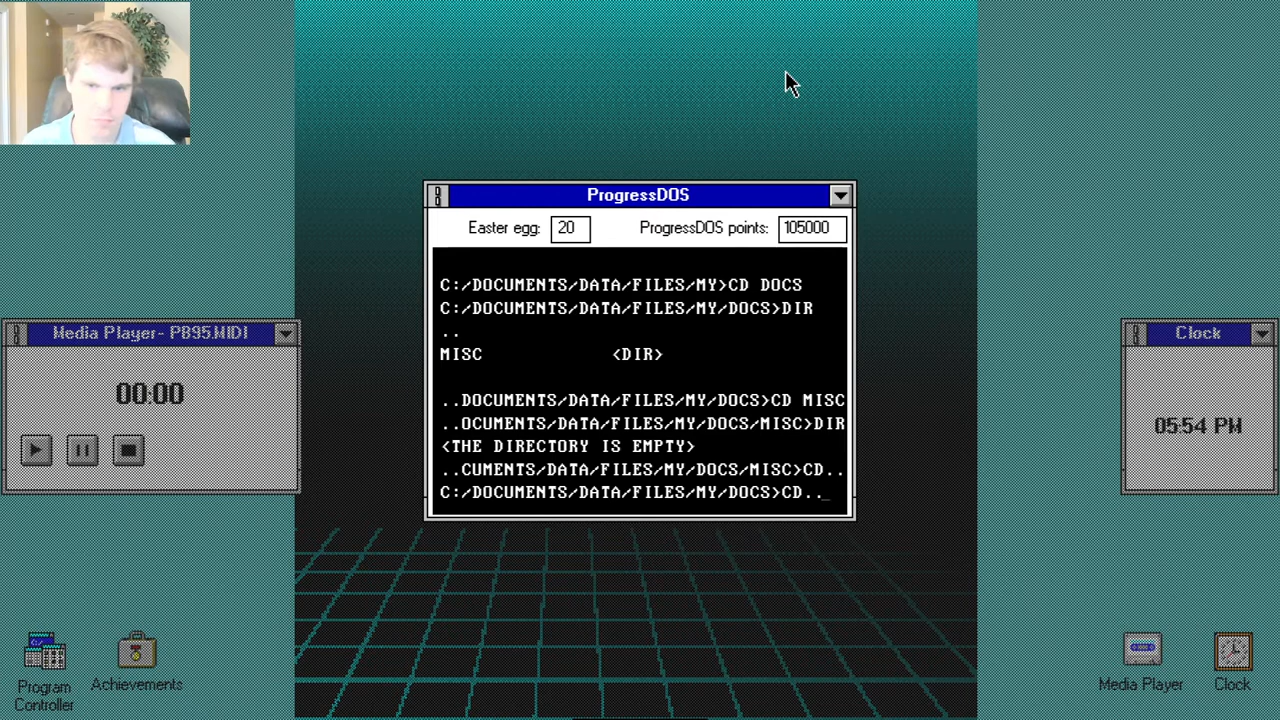 ProgressDOS
Easter egg: 20 ProgressDOS points: 105000
C:/DOCUMENTS/DATA/FILES/MY>CD DOCS
C:/DOCUMENTS/DATA/FILES/MY/DOCS>DIR
..
MISC <DIR>
..DOCUMENTS/DATA/FILES/MY/DOCS>CD MISC
..OCUMENTS/DATA/FILES/MY/DOCS/MISC>DIR
<THE DIRECTORY IS EMPTY>
..CUMENTS/DATA/FILES/MY/DOCS/MISC>CD..
C:/DOCUMENTS/DATA/FILES/MY/DOCS>CD.._
Media Player- PB95.MIDI
00:00
Clock
05:54 PM
Program
Controller
Achievements
Media Player
Clock